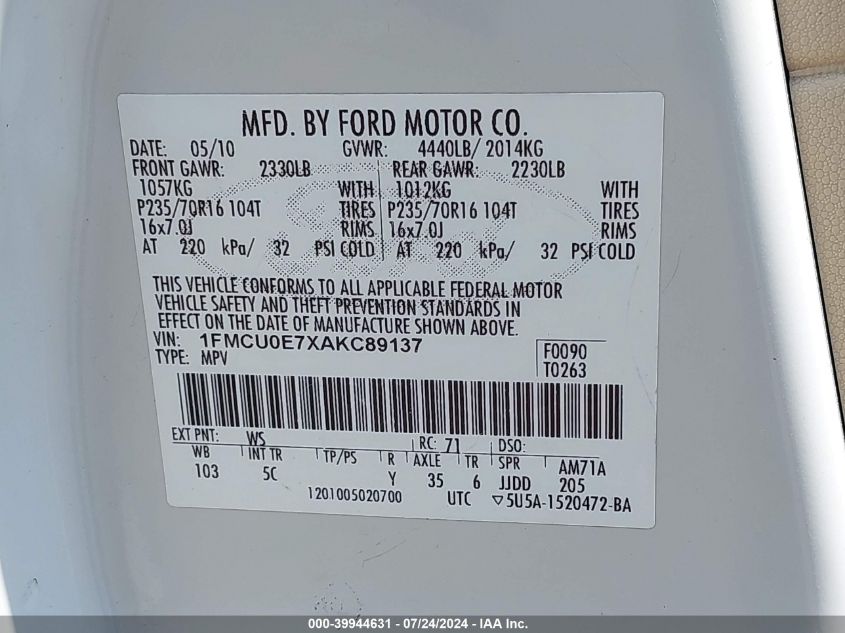 MFD. BY FORD MOTOR CO.
DATE: 05/10 GVWR: 4440LB/ 2014KG
FRONT GAWR: 2330LB REAR GAWR: 2230LB
1057KG WITH 1012KG WITH
P235/70R16 104T TIRES P235/70R16 104T TIRES
16x7.0J RIMS 16x7.0J RIMS
AT 220 kPa/ 32 PSI COLD AT 220 kPa/ 32 PSI COLD
THIS VEHICLE CONFORMS TO ALL APPLICABLE FEDERAL MOTOR
VEHICLE SAFETY AND THEFT PREVENTION STANDARDS IN
EFFECT ON THE DATE OF MANUFACTURE SHOWN ABOVE.
VIN: 1FMCU0E7XAKC89137 F0090
TYPE: MPV T0263
EXT PNT: WS RC: 71 DSO:
WB INT TR TP/PS R AXLE TR SPR AM71A
103 5C Y 35 6 JJDD 205
1201005020700 UTC ▽5U5A-1520472-BA
000-39944631 - 07/24/2024 - IAA Inc.